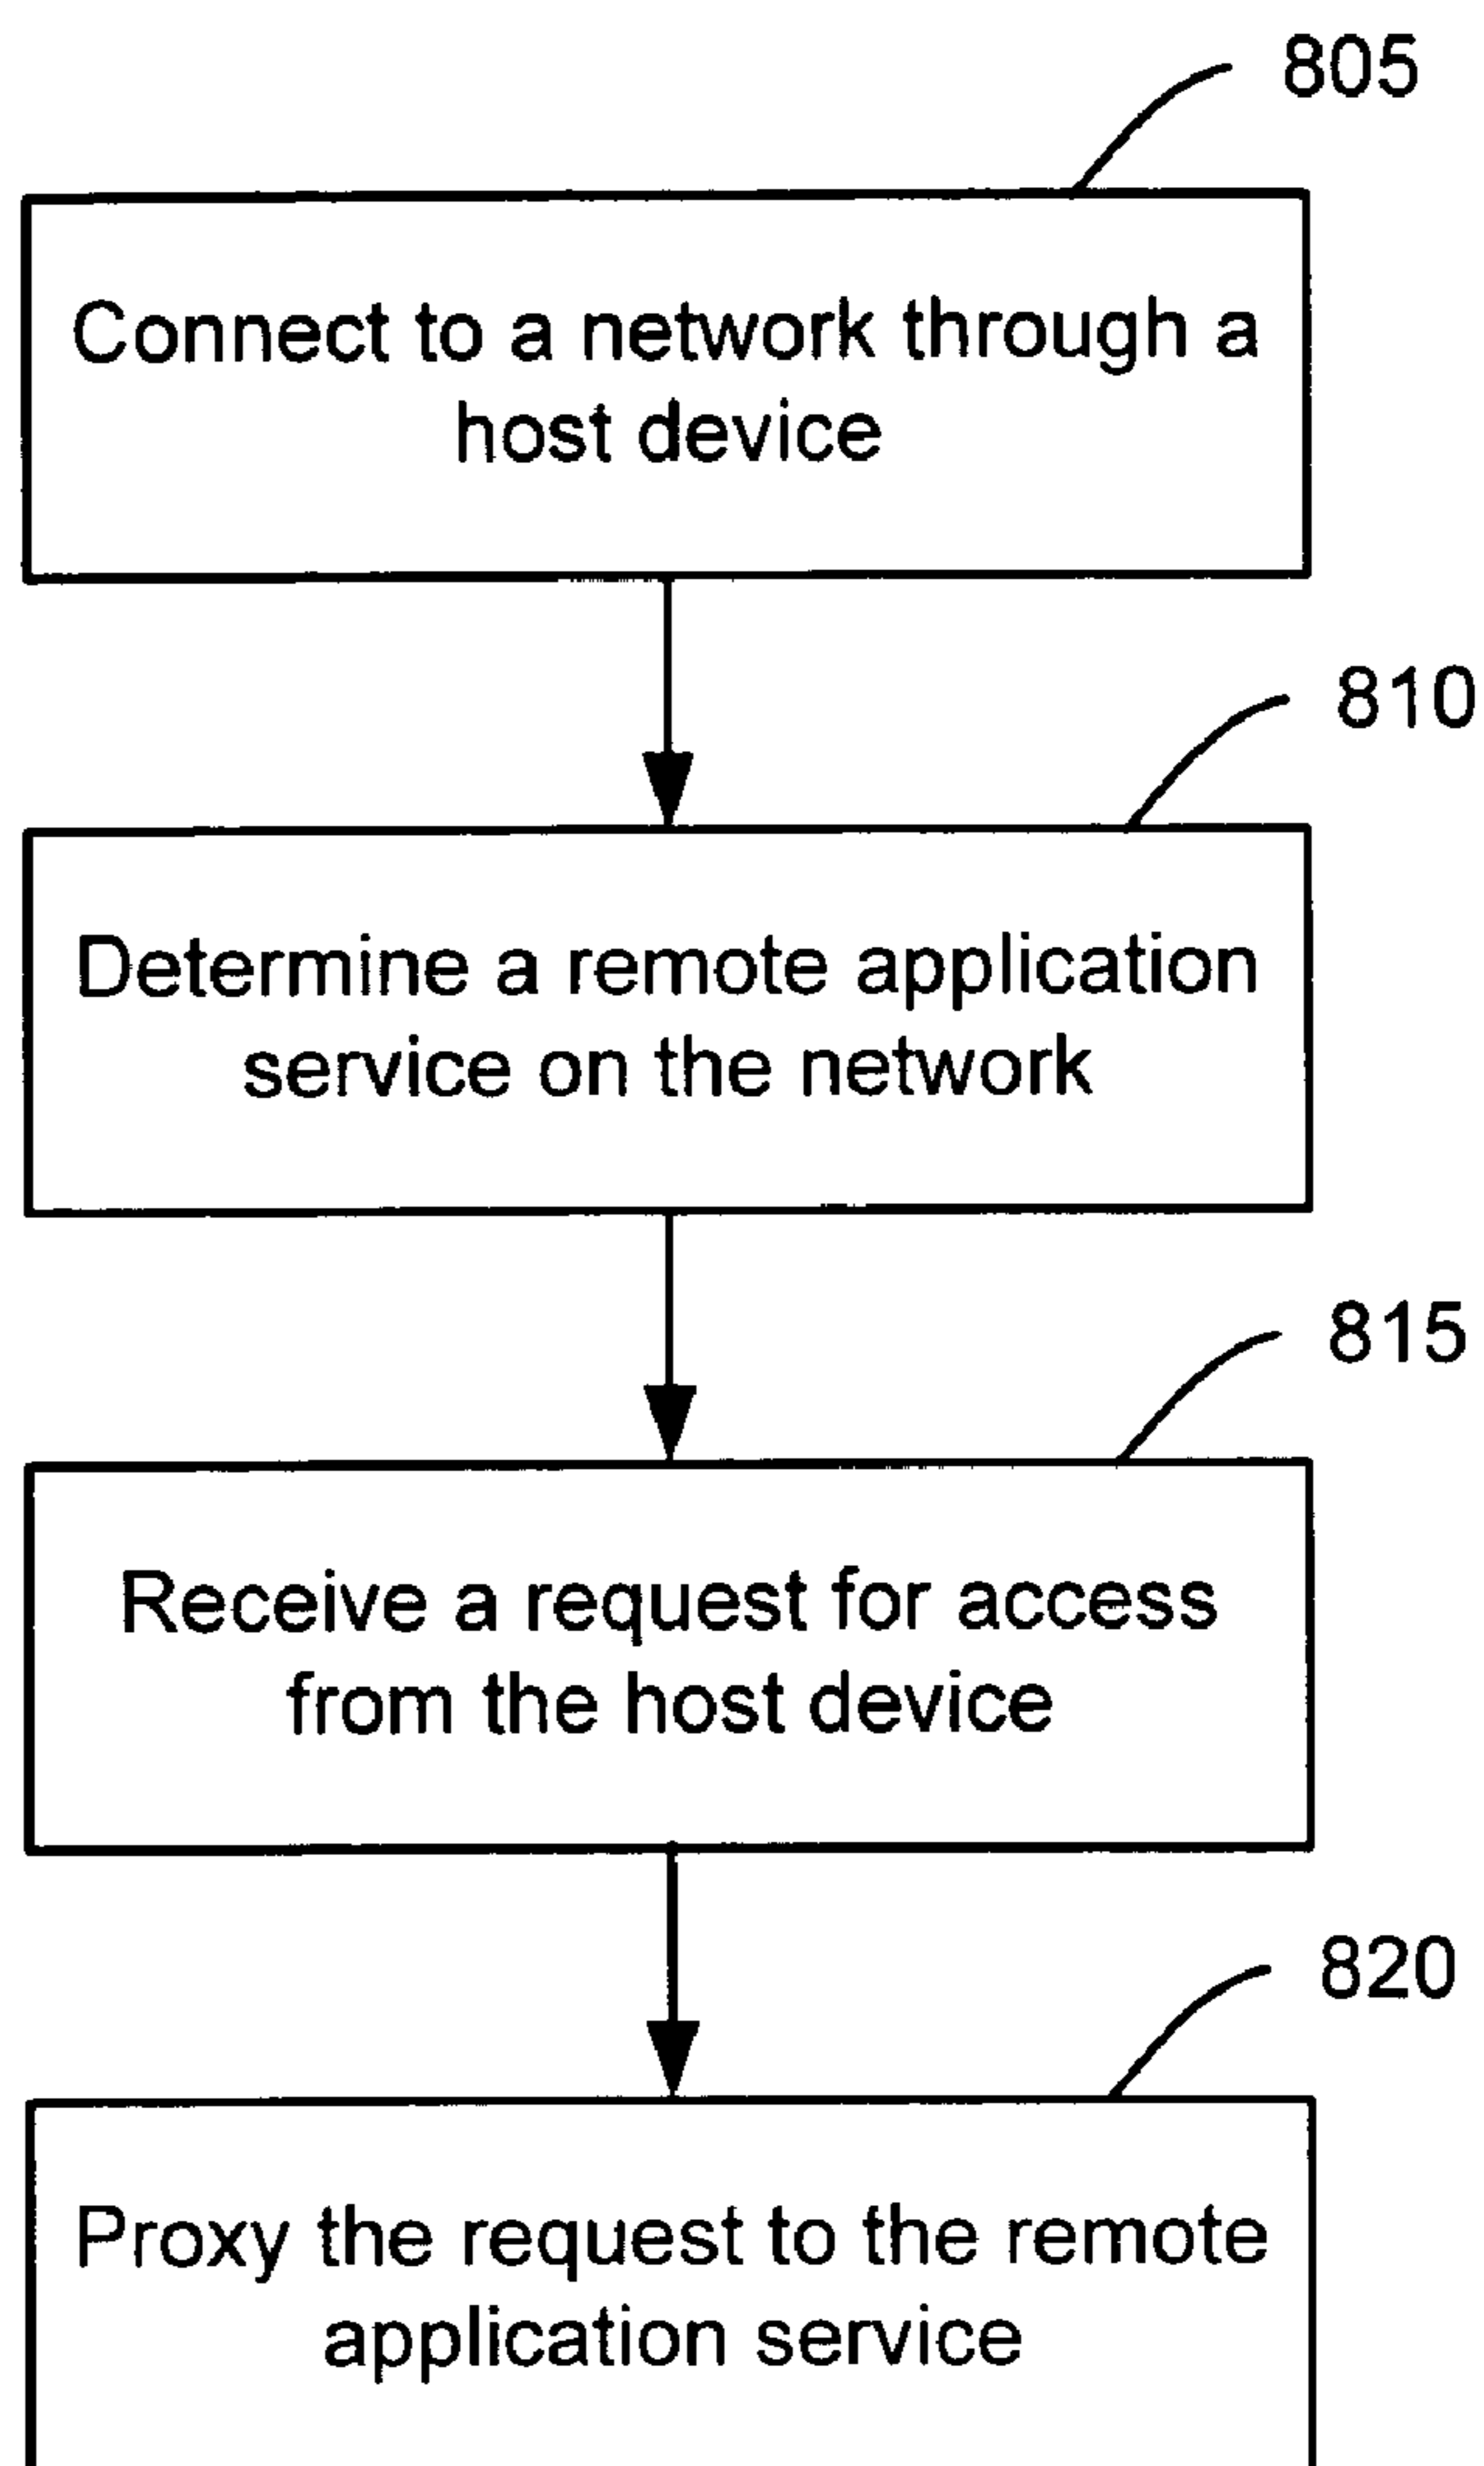 805
Connect to a network through a
host device
810
Determine a remote application
service on the network
815
Receive a request for access
from the host device
820
Proxy the request to the remote
application service